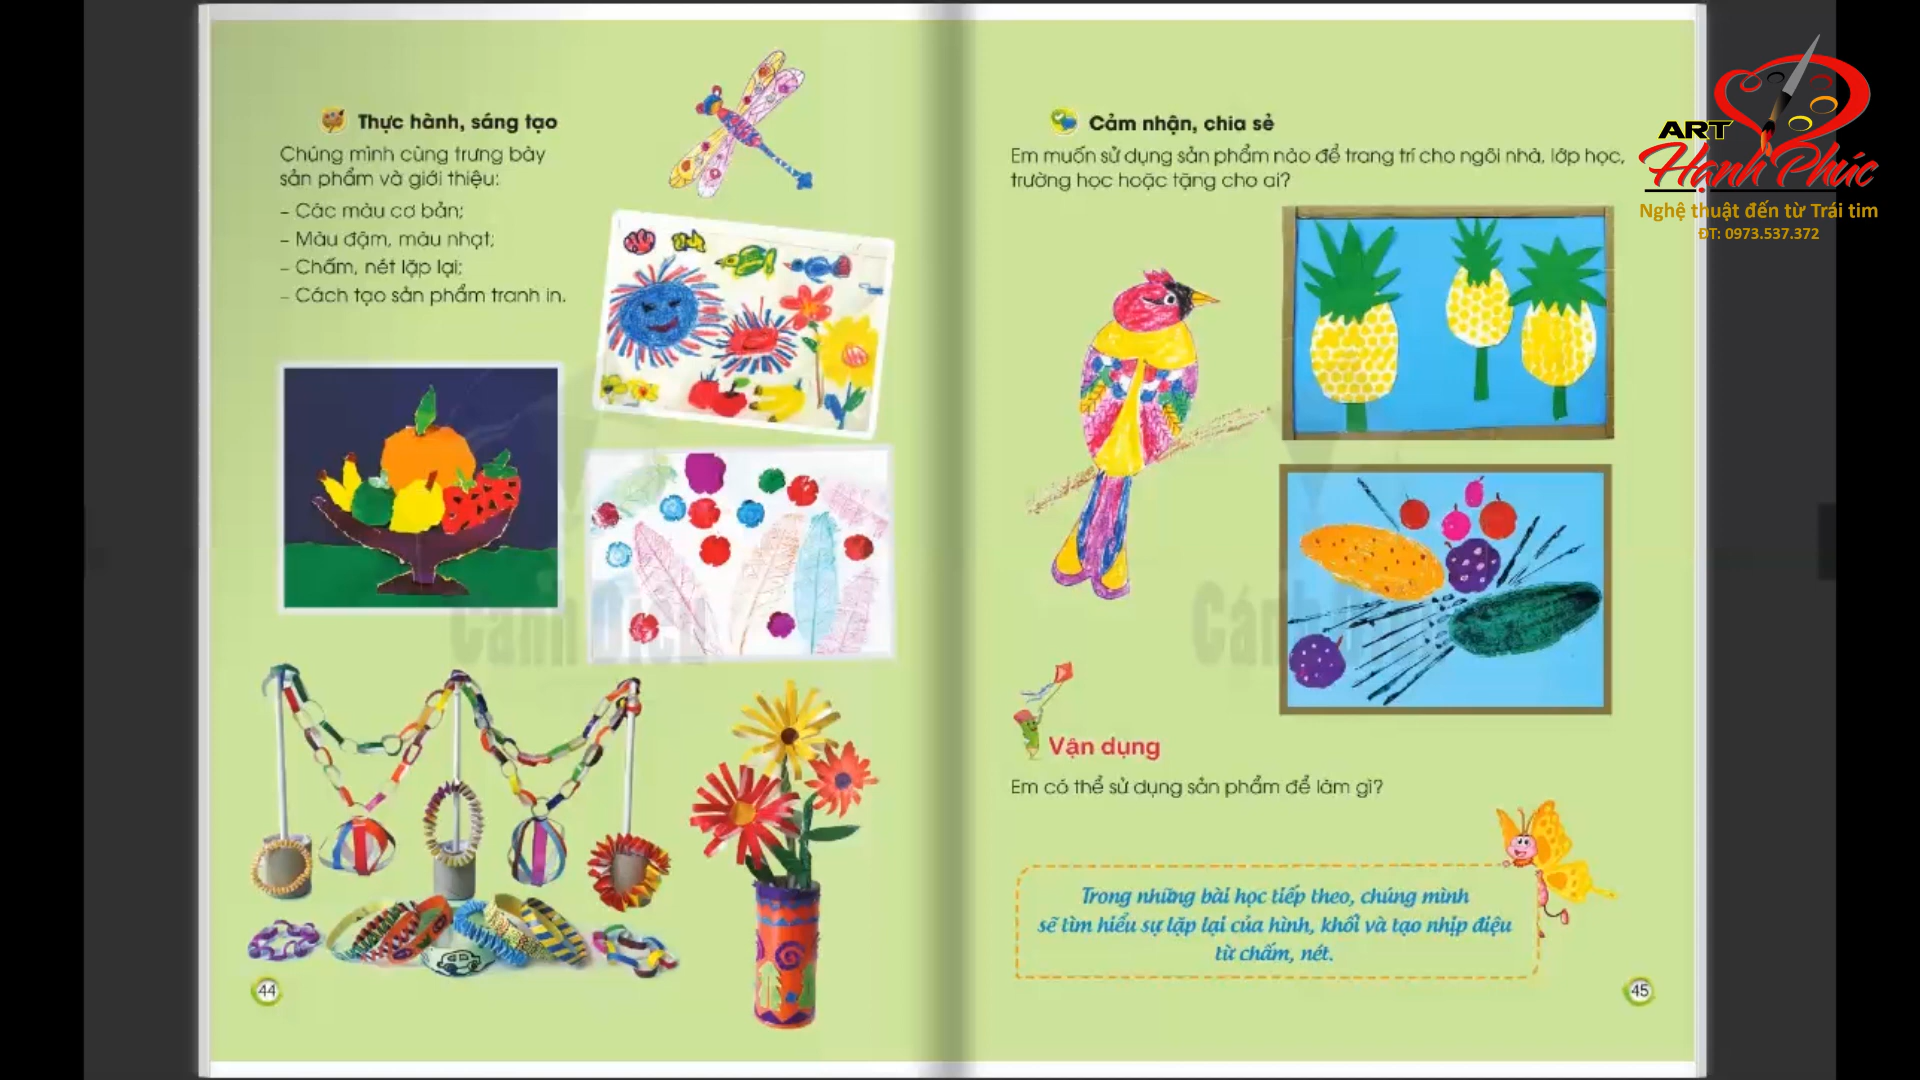 Thực hành, sáng tạo
Chúng mình cùng trưng bày
sản phẩm và giới thiệu:
– Các màu cơ bản;
– Màu đậm, màu nhạt;
– Chấm, nét lặp lại;
– Cách tạo sản phẩm tranh in.
Cánh Diều
44
Cảm nhận, chia sẻ
Em muốn sử dụng sản phẩm nào để trang trí cho ngôi nhà, lớp học,
trường học hoặc tặng cho ai?
Cánh Di
Vận dụng
Em có thể sử dụng sản phẩm để làm gì?
Trong những bài học tiếp theo, chúng mình
sẽ tìm hiểu sự lặp lại của hình, khối và tạo nhịp điệu
từ chấm, nét.
45
ART
Hạnh Phúc
Nghệ thuật đến từ Trái tim
ĐT: 0973.537.372